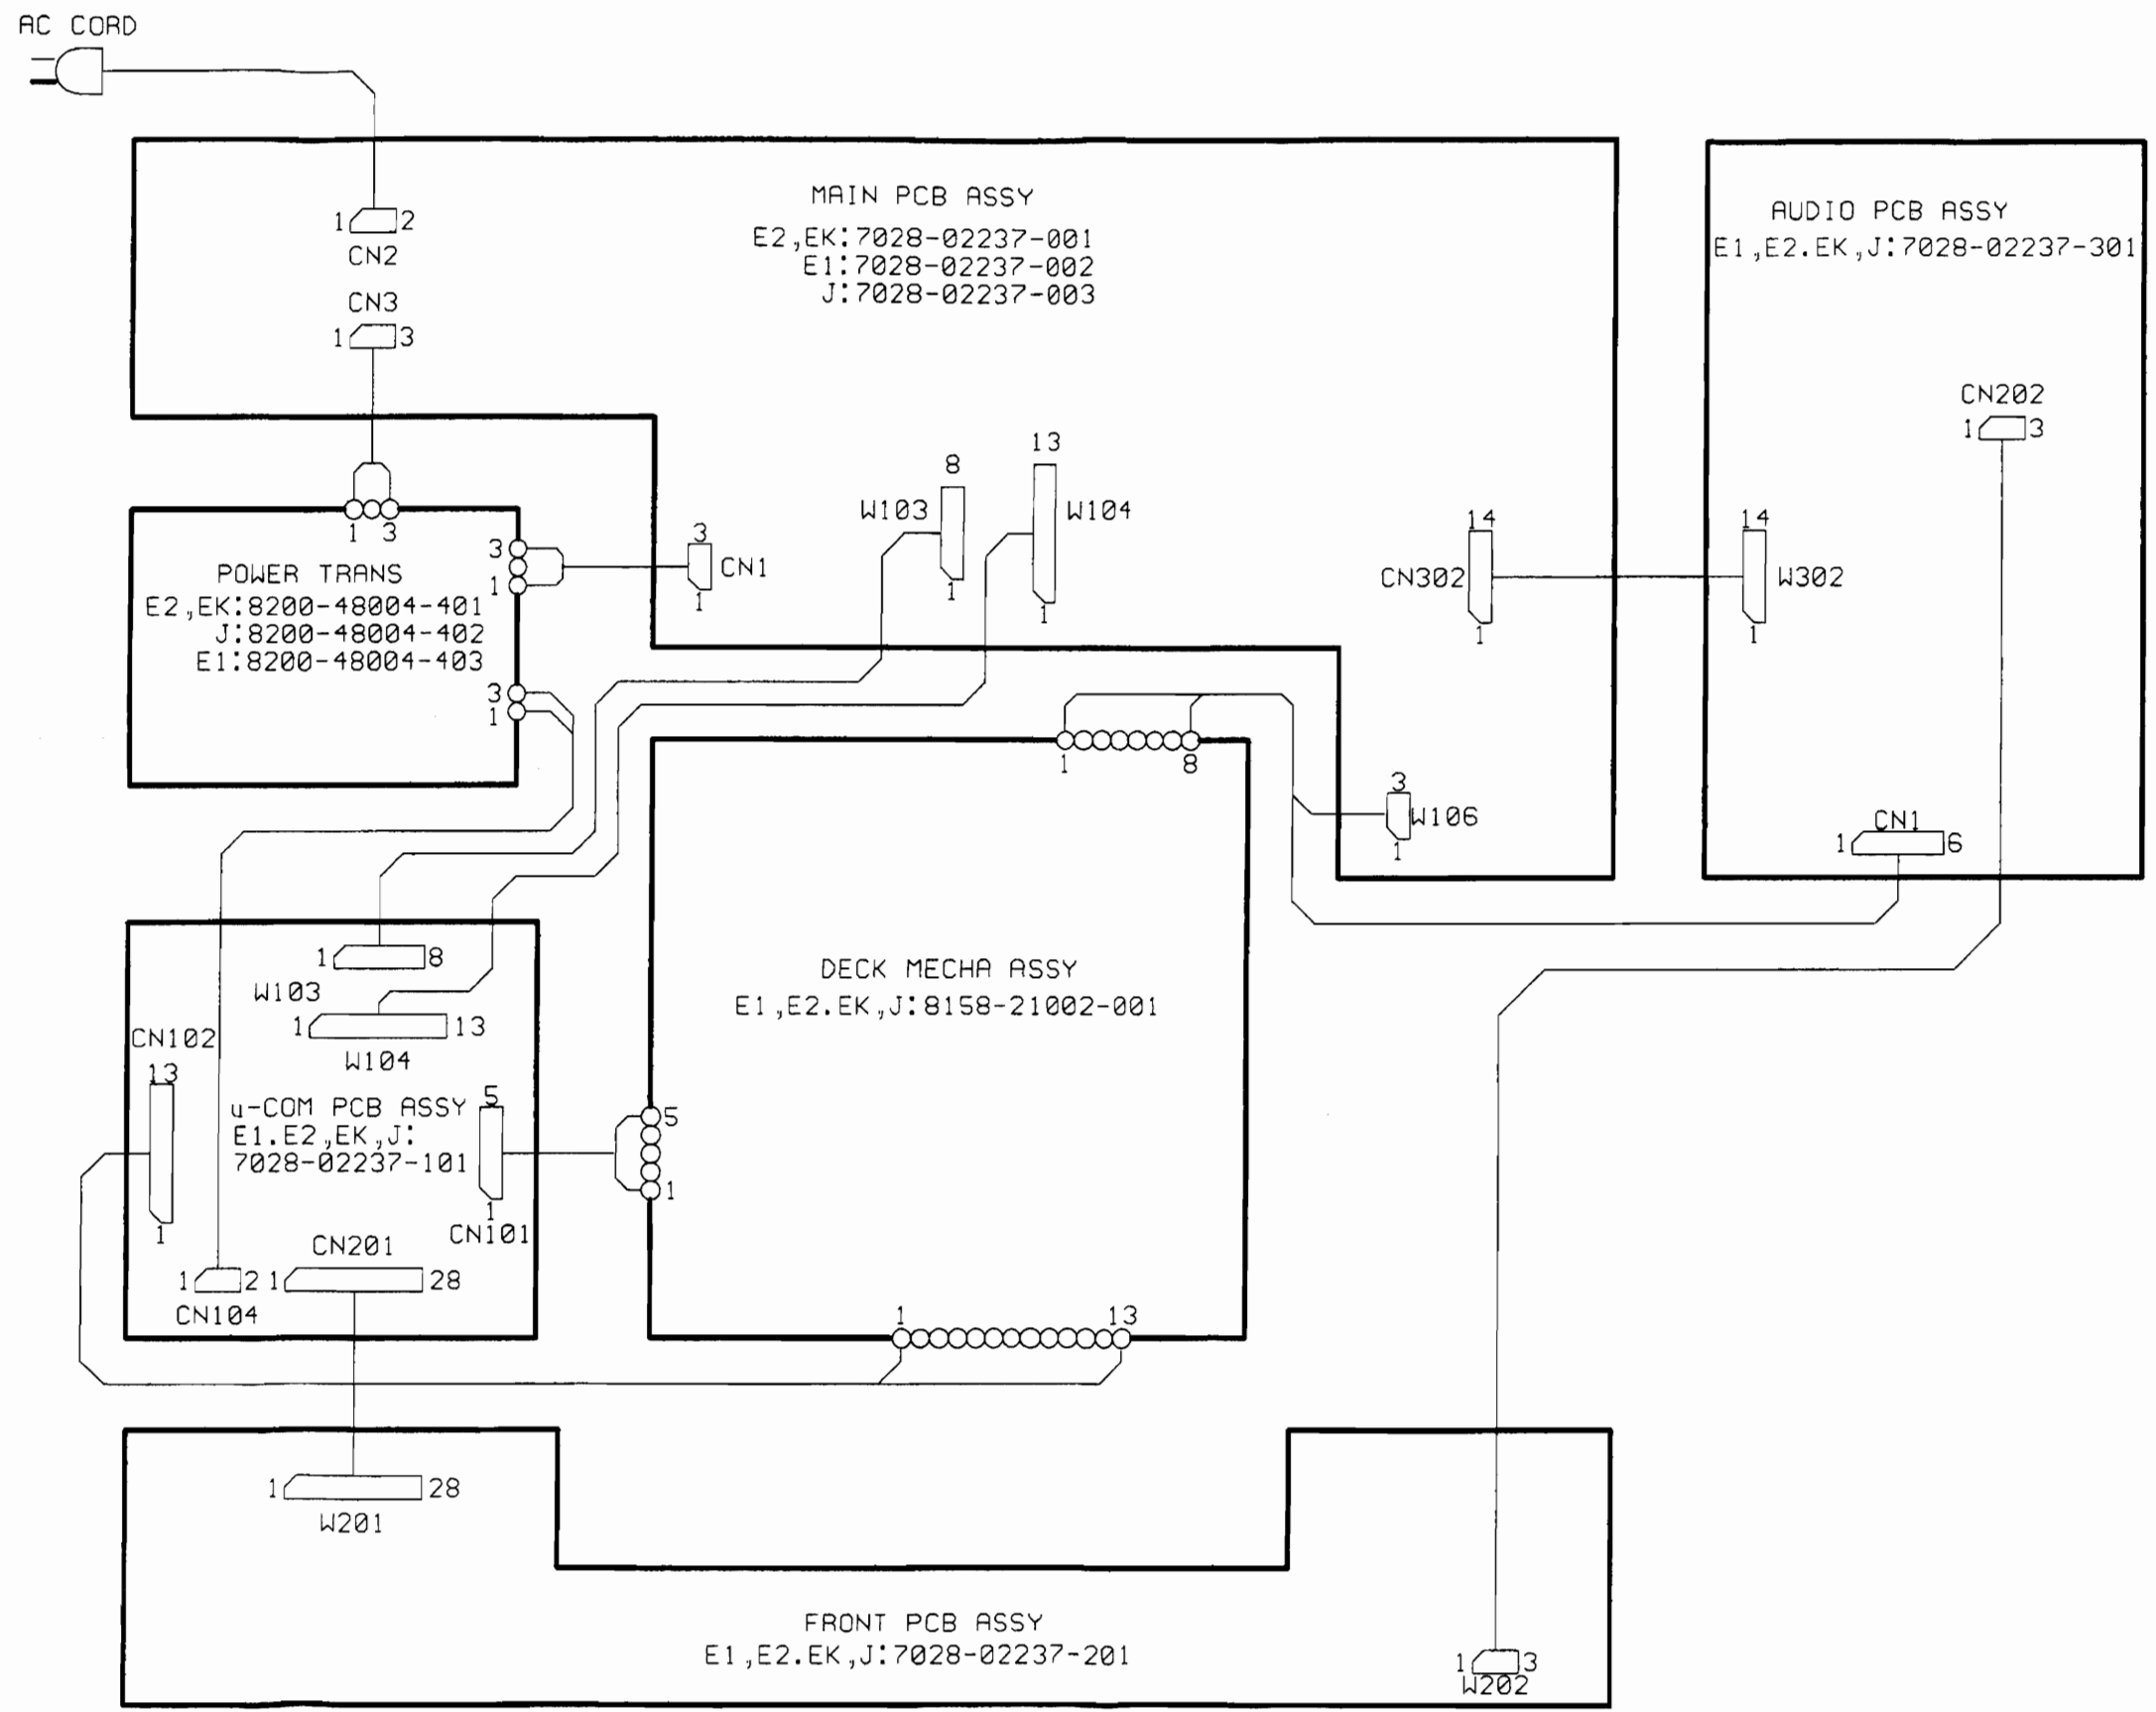 AC CORD
MAIN PCB ASSY
E2,EK:7028-02237-001
E1:7028-02237-002
J:7028-02237-003
1 2
CN2
CN3
1 3
AUDIO PCB ASSY
E1,E2.EK,J:7028-02237-301
CN202
1 3
1 3
POWER TRANS
E2,EK:8200-48004-401
J:8200-48004-402
E1:8200-48004-403
3
1
3
1
3
CN1
1
8
W103
1
13
W104
1
14
CN302
1
14
W302
1
1 8
3
W106
1
CN1
1 6
DECK MECHA ASSY
E1,E2.EK,J:8158-21002-001
5
1
1 13
1 8
W103
1 13
W104
CN102
13
1
u-COM PCB ASSY
E1.E2,EK,J:
7028-02237-101
5
1
CN101
CN201
1 2
1 28
CN104
1 28
W201
FRONT PCB ASSY
E1,E2.EK,J:7028-02237-201
1 3
W202